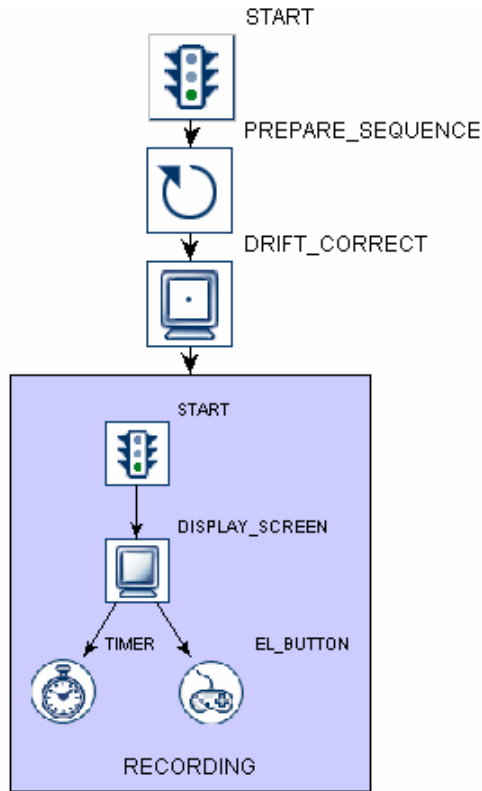 START
PREPARE_SEQUENCE
DRIFT_CORRECT
START
DISPLAY_SCREEN
TIMER
EL_BUTTON
RECORDING